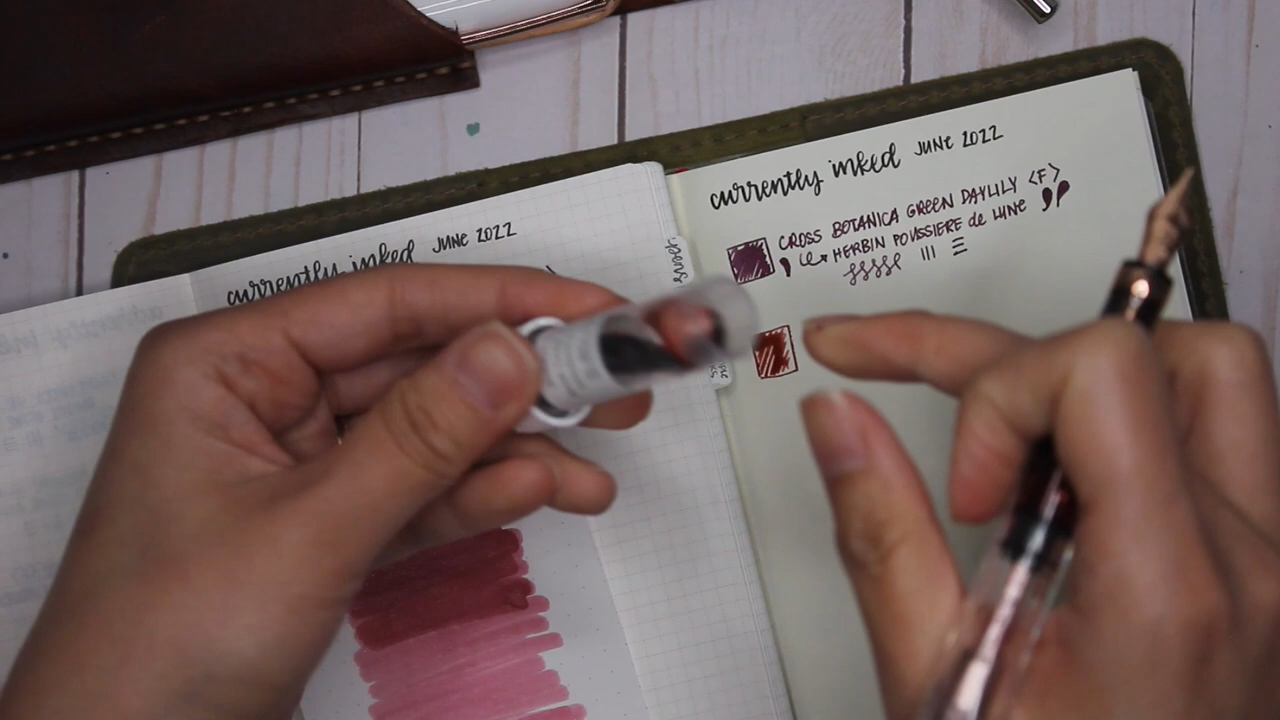 currently inked JUNE 2022
currently inked JUNE 2022
CROSS BOTANICA GREEN DAYLILY <F>
HERBIN POUSSIERE de LUNE